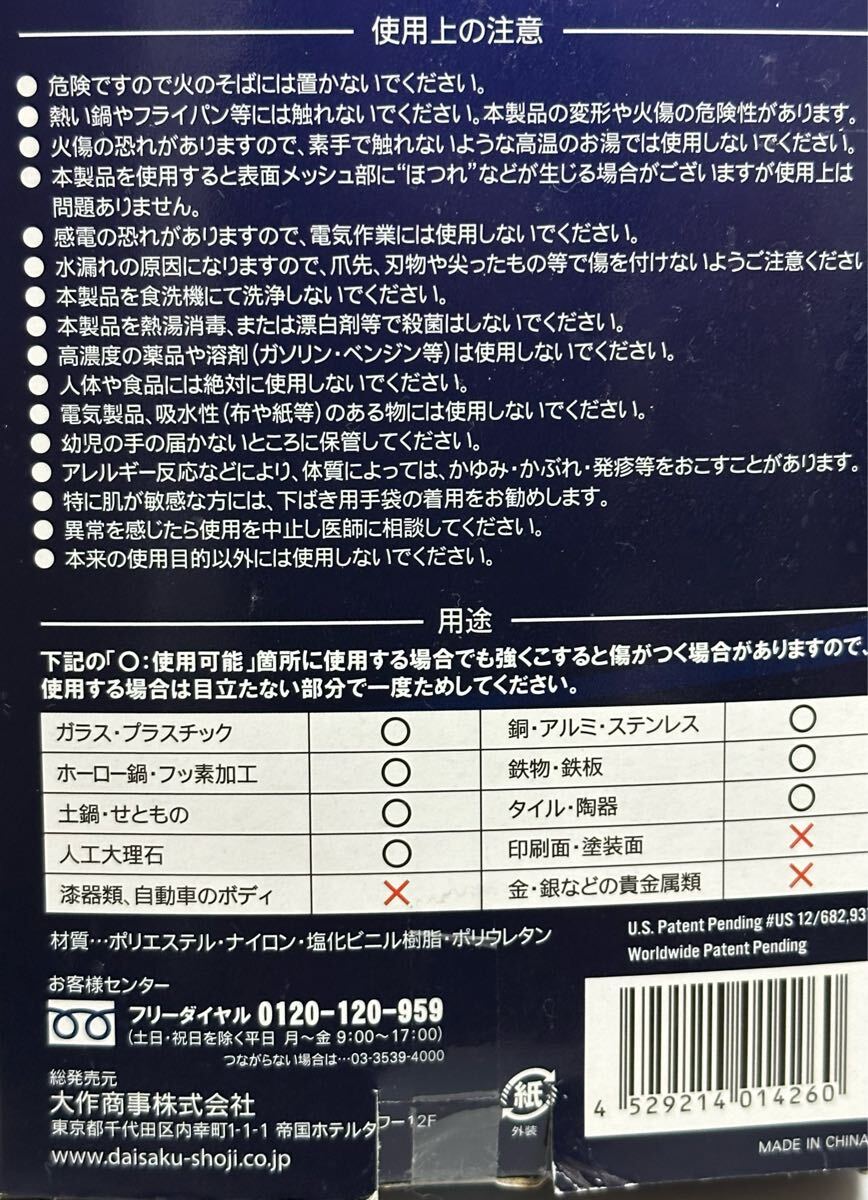 使用上の注意
● 危険ですので火のそばには置かないでください。
● 熱い鍋やフライパン等には触れないでください。本製品の変形や火傷の危険性があります。
● 火傷の恐れがありますので、素手で触れないような高温のお湯では使用しないでください。
● 本製品を使用すると表面メッシュ部に“ほつれ”などが生じる場合がございますが使用上は
問題ありません。
● 感電の恐れがありますので、電気作業には使用しないでください。
● 水漏れの原因になりますので、爪先、刃物や尖ったもの等で傷を付けないようご注意くださ
● 本製品を食洗機にて洗浄しないでください。
● 本製品を熱湯消毒、または漂白剤等で殺菌はしないでください。
● 高濃度の薬品や溶剤(ガソリン・ベンジン等)は使用しないでください。
● 人体や食品には絶対に使用しないでください。
● 電気製品、吸水性(布や紙等)のある物には使用しないでください。
● 幼児の手の届かないところに保管してください。
● アレルギー反応などにより、体質によっては、かゆみ・かぶれ・発疹等をおこすことがあります。
● 特に肌が敏感な方には、下ばき用手袋の着用をお勧めします。
● 異常を感じたら使用を中止し医師に相談してください。
● 本来の使用目的以外には使用しないでください。
用途
下記の「○:使用可能」箇所に使用する場合でも強くこすると傷がつく場合がありますので、
使用する場合は目立たない部分で一度ためしてください。
ガラス・プラスチック ○ 銅・アルミ・ステンレス ○
ホーロー鍋・フッ素加工 ○ 鉄物・鉄板 ○
土鍋・せともの ○ タイル・陶器 ○
人工大理石 ○ 印刷面・塗装面 ×
漆器類、自動車のボディ × 金・銀などの貴金属類 ×
材質…ポリエステル・ナイロン・塩化ビニル樹脂・ポリウレタン
U.S. Patent Pending #US 12/682,93
Worldwide Patent Pending
お客様センター
フリーダイヤル 0120-120-959
(土日・祝日を除く平日 月～金 9:00～17:00)
つながらない場合は…03-3539-4000
総発売元
大作商事株式会社
東京都千代田区内幸町1-1-1 帝国ホテルタワー12F
www.daisaku-shoji.co.jp
紙
外装
4 529214 014260
MADE IN CHINA